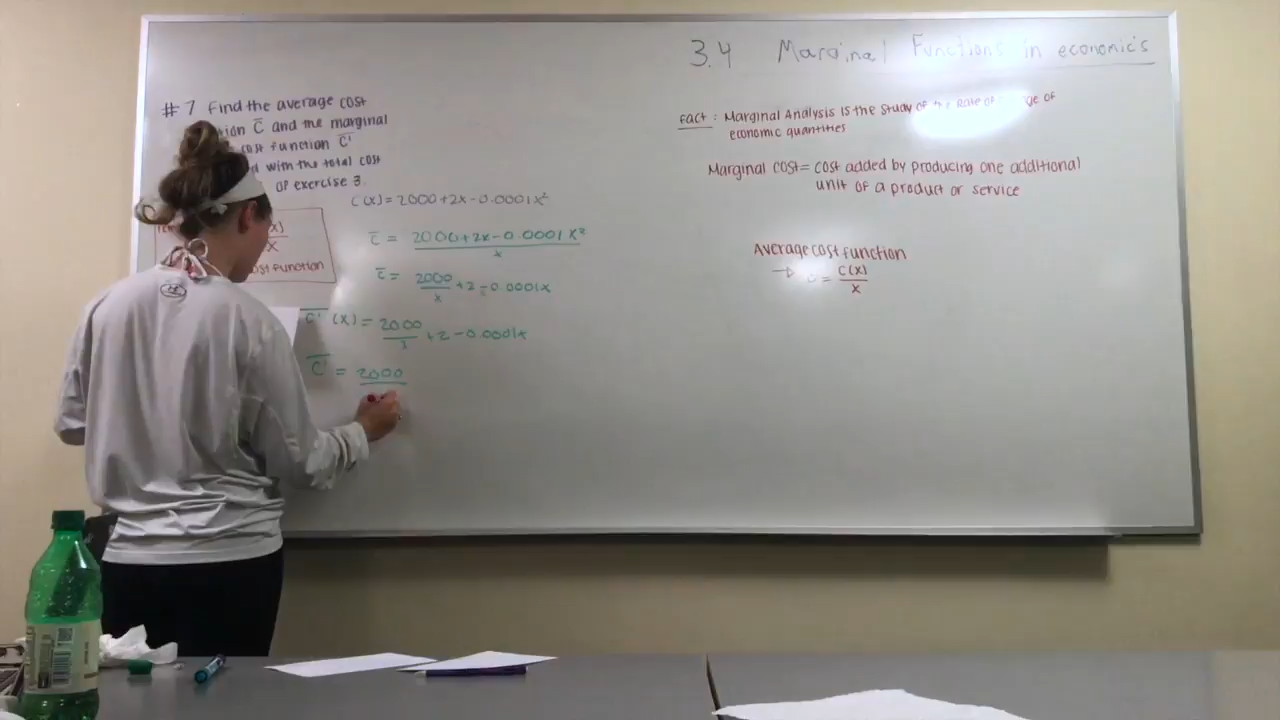 3.4 Marginal Functions in economics
#7 Find the average cost
C̅ and the marginal
cost function C̅'
with the total cost
of exercise 3.
C(x) = 2000+2x-0.0001x²
C̅ = 2000+2x-0.0001x²
x
C̅ = 2000/x +2-0.0001x
C̅'(x) = 2000/x +2-0.0001x
C̅' = 2000
x)
x
cost function
Fact: Marginal Analysis is the study of the Rate of
economic quantities
Marginal cost = cost added by producing one additional
unit of a product or service
Average cost function
→ = C(x)
x